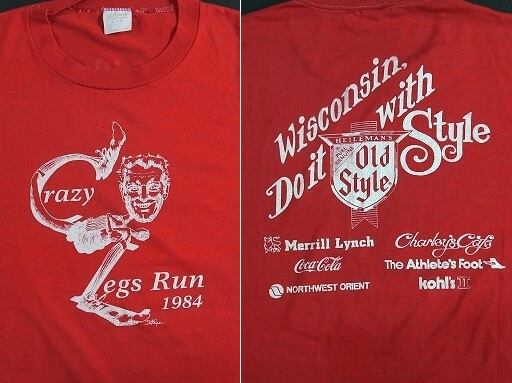 Crazy
Legs Run
1984
Wisconsin,
Do it with Style
HEILEMAN'S
Old
Style
Merrill Lynch
Charley's Cafe
Coca-Cola
The Athlete's Foot
NORTHWEST ORIENT
kohl's